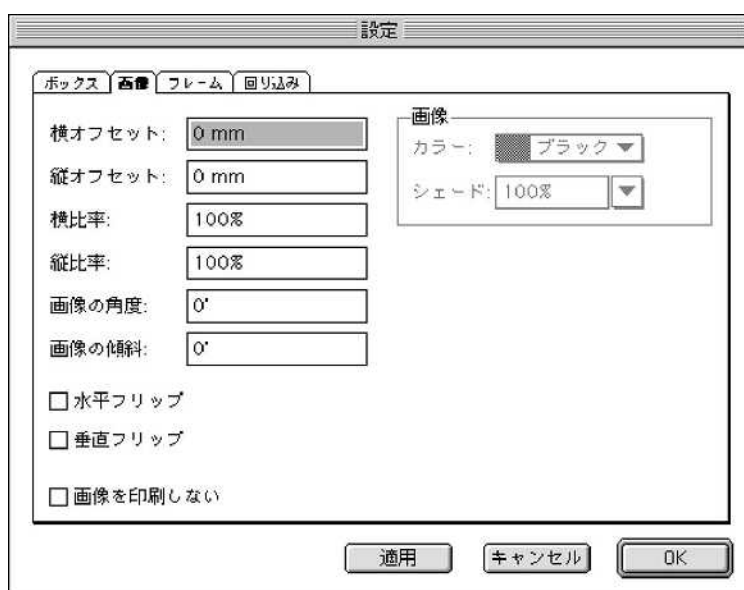 設定
ボックス 画像 フレーム 回り込み
横オフセット: 0 mm
縦オフセット: 0 mm
横比率: 100%
縦比率: 100%
画像の角度: 0°
画像の傾斜: 0°
水平フリップ
垂直フリップ
画像を印刷しない
画像
カラー: ブラック
シェード: 100%
適用 キャンセル OK